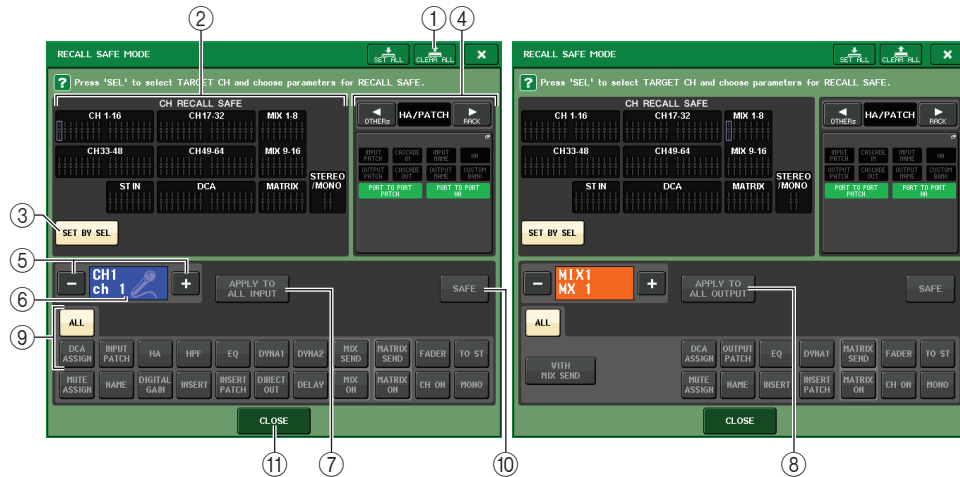 ② ① ④
RECALL SAFE MODE SET ALL CLEAR ALL ×
? Press 'SEL' to select TARGET CH and choose parameters for RECALL SAFE.
CH RECALL SAFE
CH 1-16 CH17-32 MIX 1-8
CH33-48 CH49-64 MIX 9-16
STEREO
/MONO
ST IN DCA MATRIX
OTHERs HA/PATCH RACK
INPUT PATCH CASCADE IN INPUT NAME HA
OUTPUT PATCH CASCADE OUT OUTPUT NAME CUSTOM BANK
PORT TO PORT PATCH PORT TO PORT HA
③ SET BY SEL
⑤ − +
⑥ CH1
ch 1
APPLY TO
ALL INPUT
SAFE
⑨ ALL
DCA ASSIGN INPUT PATCH HA HPF EQ DYNA1 DYNA2 MIX SEND MATRIX SEND FADER TO ST
MUTE ASSIGN NAME DIGITAL GAIN INSERT INSERT PATCH DIRECT OUT DELAY MIX ON MATRIX ON CH ON MONO
CLOSE
⑪ ⑦ ⑩
RECALL SAFE MODE SET ALL CLEAR ALL ×
? Press 'SEL' to select TARGET CH and choose parameters for RECALL SAFE.
CH RECALL SAFE
CH 1-16 CH17-32 MIX 1-8
CH33-48 CH49-64 MIX 9-16
STEREO
/MONO
ST IN DCA MATRIX
OTHERs HA/PATCH RACK
INPUT PATCH CASCADE IN INPUT NAME HA
OUTPUT PATCH CASCADE OUT OUTPUT NAME CUSTOM BANK
PORT TO PORT PATCH PORT TO PORT HA
SET BY SEL
− +
MIX1
MX 1
APPLY TO
ALL OUTPUT
SAFE
ALL
WITH
MIX SEND
DCA ASSIGN OUTPUT PATCH EQ DYNA1 MATRIX SEND FADER TO ST
MUTE ASSIGN NAME INSERT INSERT PATCH MATRIX ON CH ON MONO
CLOSE
⑧